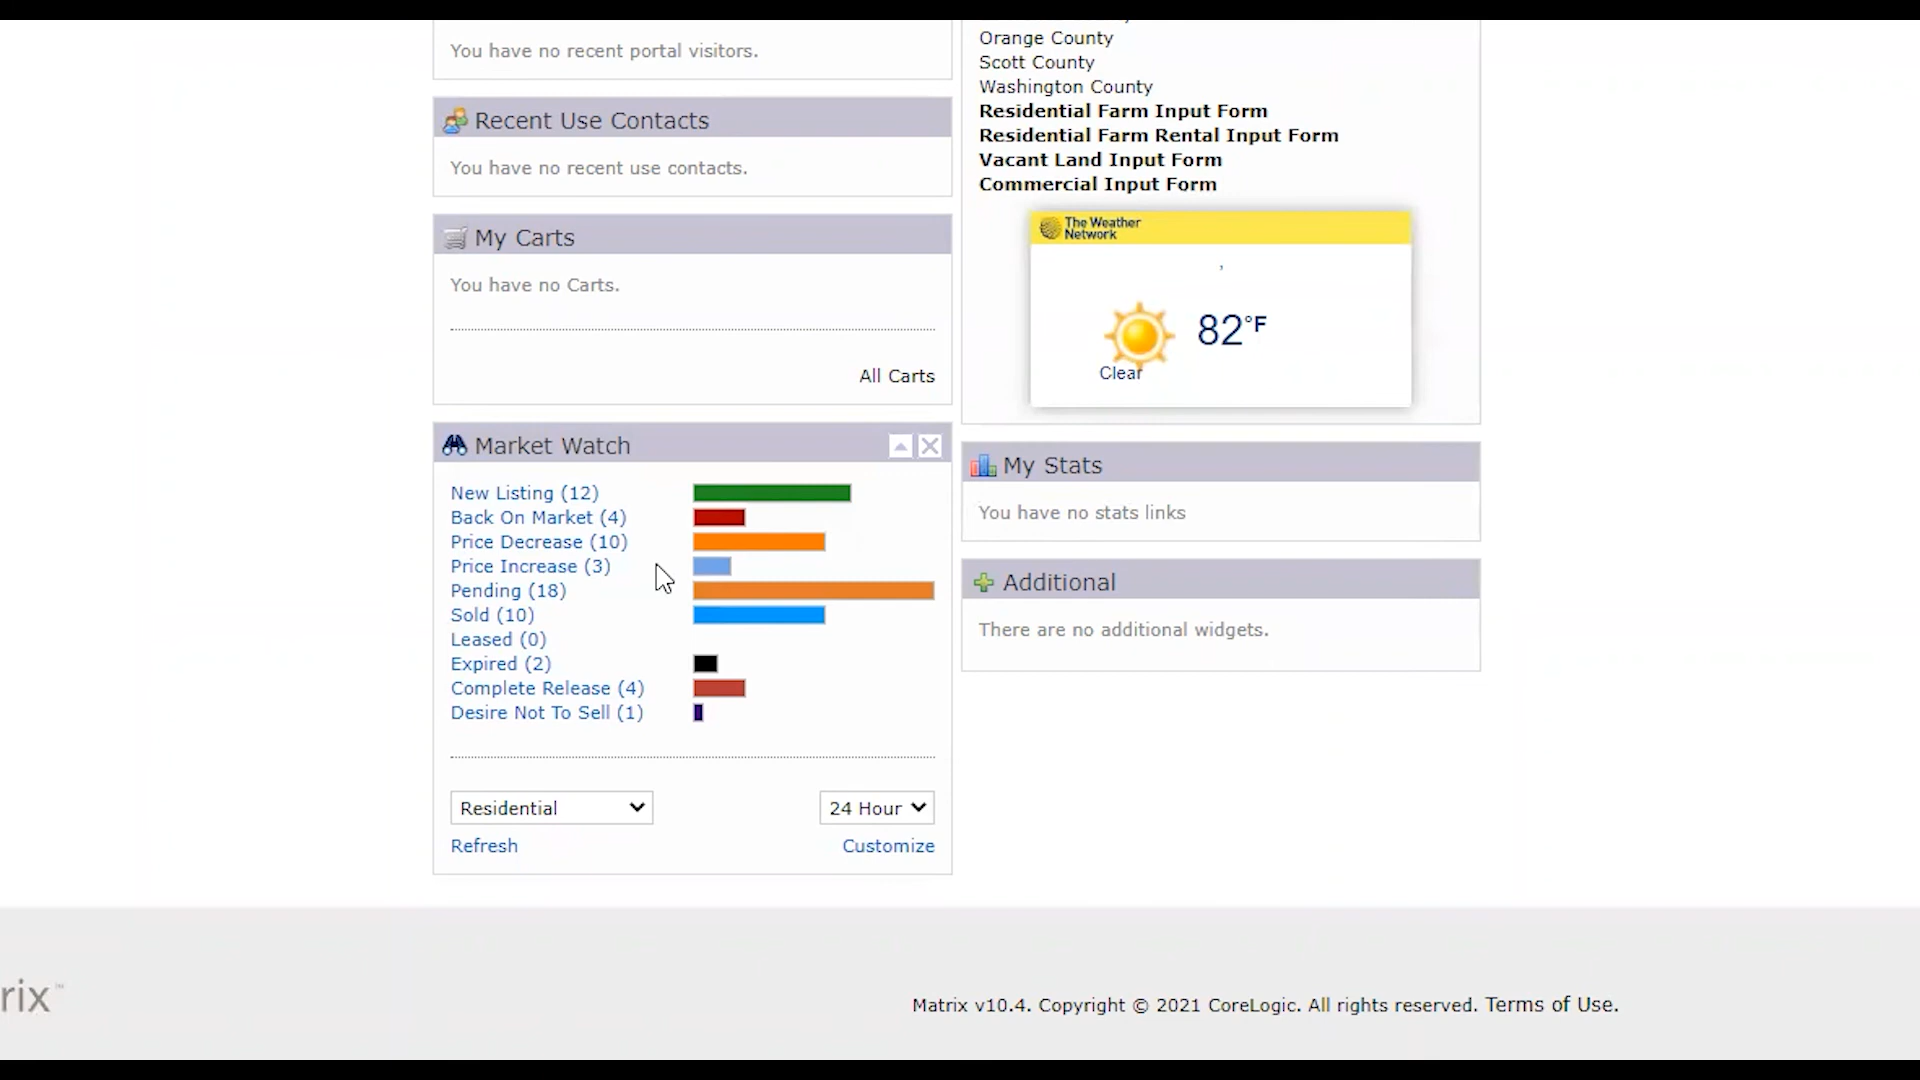 You have no recent portal visitors.
Recent Use Contacts
You have no recent use contacts.
My Carts
You have no Carts.
All Carts
Market Watch
New Listing (12)
Back On Market (4)
Price Decrease (10)
Price Increase (3)
Pending (18)
Sold (10)
Leased (0)
Expired (2)
Complete Release (4)
Desire Not To Sell (1)
Residential
24 Hour
Refresh
Customize
Orange County
Scott County
Washington County
Residential Farm Input Form
Residential Farm Rental Input Form
Vacant Land Input Form
Commercial Input Form
The Weather
Network
,
82°F
Clear
My Stats
You have no stats links
Additional
There are no additional widgets.
rix™
Matrix v10.4. Copyright © 2021 CoreLogic. All rights reserved. Terms of Use.